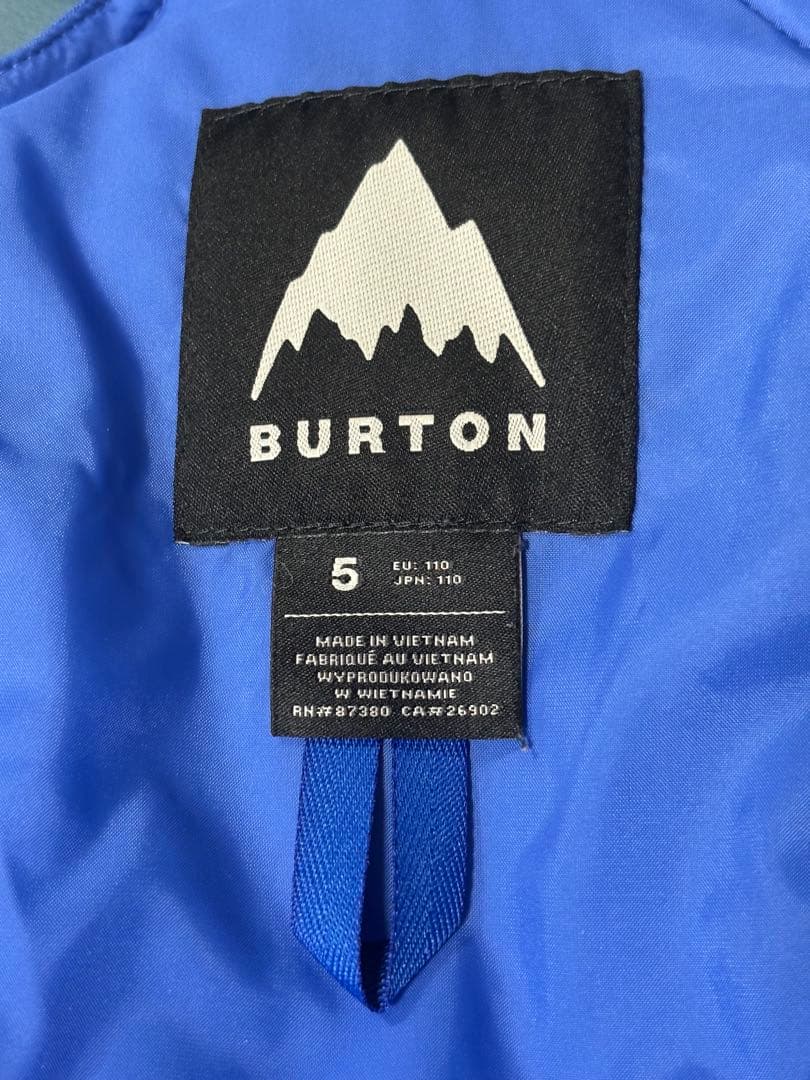 BURTON
5
EU: 110
JPN: 110
MADE IN VIETNAM
FABRIQUÉ AU VIETNAM
WYPRODUKOWANO
W WIETNAMIE
RN#87380 CA#26902